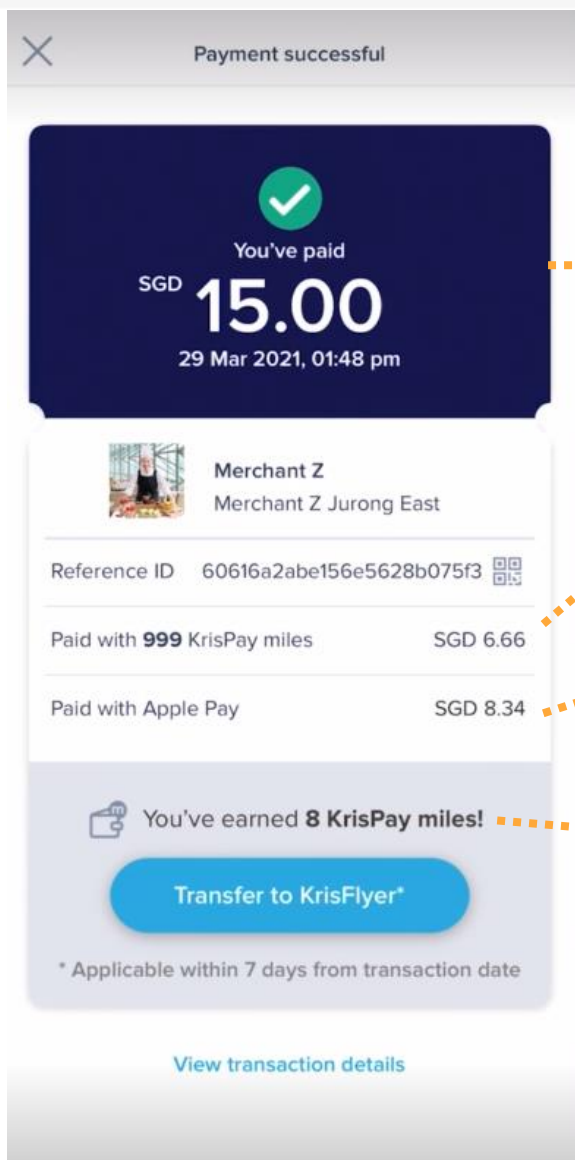 Payment successful
You've paid
SGD 15.00
29 Mar 2021, 01:48 pm
Merchant Z
Merchant Z Jurong East
Reference ID 60616a2abe156e5628b075f3
Paid with 999 KrisPay miles SGD 6.66
Paid with Apple Pay SGD 8.34
You've earned 8 KrisPay miles!
Transfer to KrisFlyer*
* Applicable within 7 days from transaction date
View transaction details